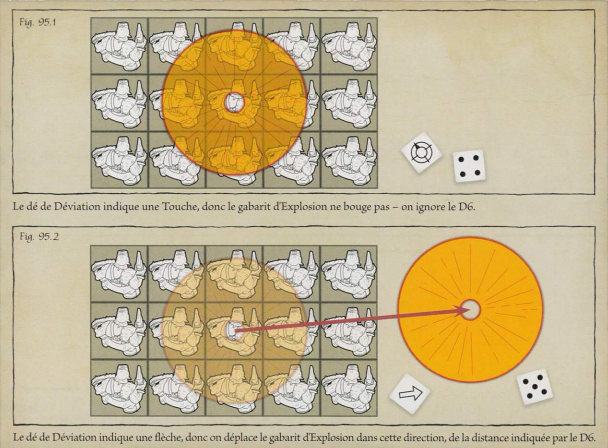 Fig. 95.1
Le dé de Déviation indique une Touche, donc le gabarit d'Explosion ne bouge pas – on ignore le D6.
Fig. 95.2
Le dé de Déviation indique une flèche, donc on déplace le gabarit d'Explosion dans cette direction, de la distance indiquée par le D6.